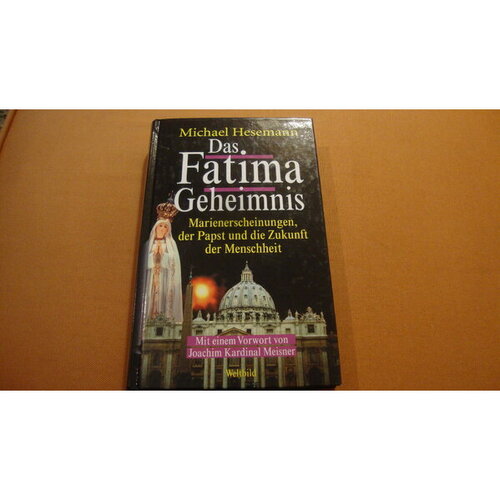 Michael Hesemann
Das
Fatima
Geheimnis
Marienerscheinungen,
der Papst und die Zukunft
der Menschheit
Mit einem Vorwort von
Joachim Kardinal Meisner
Weltbild